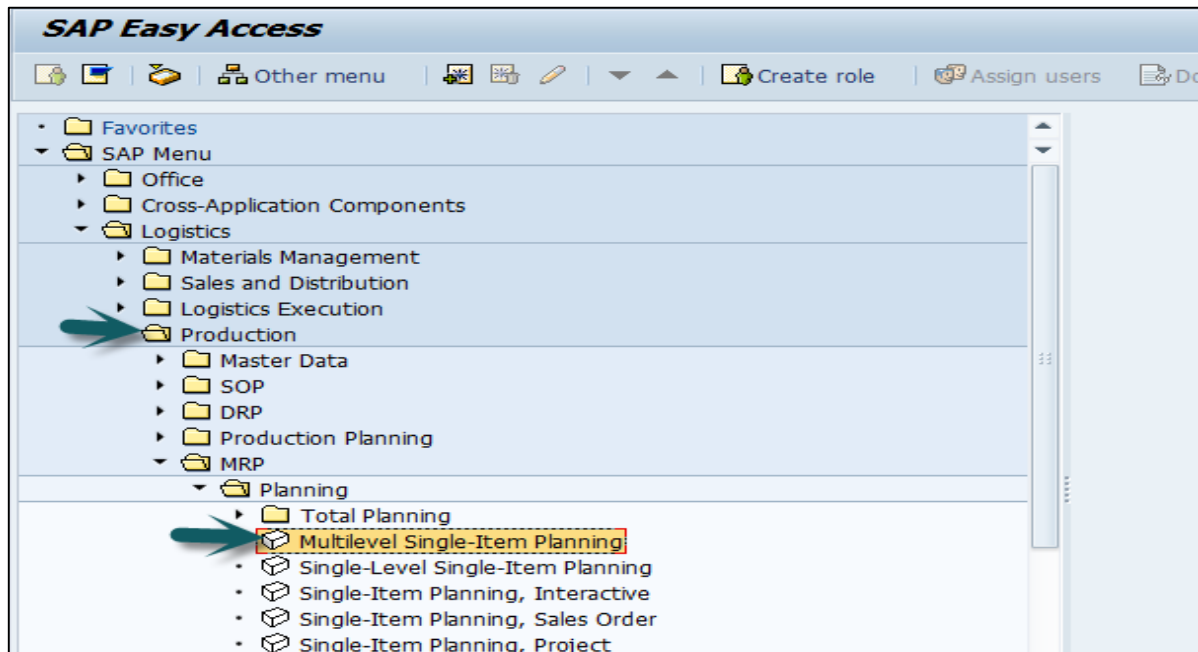 SAP Easy Access
Other menu Create role Assign users Do
Favorites
SAP Menu
Office
Cross-Application Components
Logistics
Materials Management
Sales and Distribution
Logistics Execution
Production
Master Data
SOP
DRP
Production Planning
MRP
Planning
Total Planning
Multilevel Single-Item Planning
Single-Level Single-Item Planning
Single-Item Planning, Interactive
Single-Item Planning, Sales Order
Single-Item Planning, Project